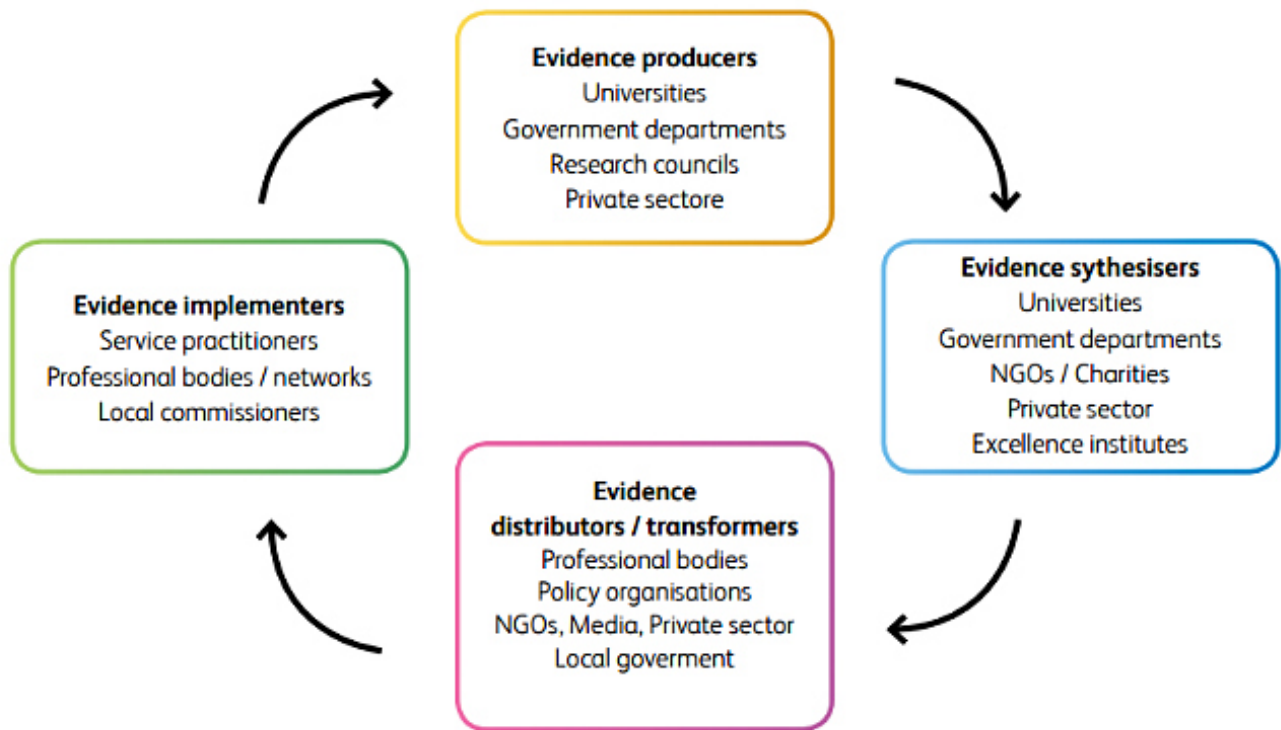 Evidence producers
Universities
Government departments
Research councils
Private sectore
Evidence sythesisers
Universities
Government departments
NGOs / Charities
Private sector
Excellence institutes
Evidence
distributors / transformers
Professional bodies
Policy organisations
NGOs, Media, Private sector
Local goverment
Evidence implementers
Service practitioners
Professional bodies / networks
Local commissioners